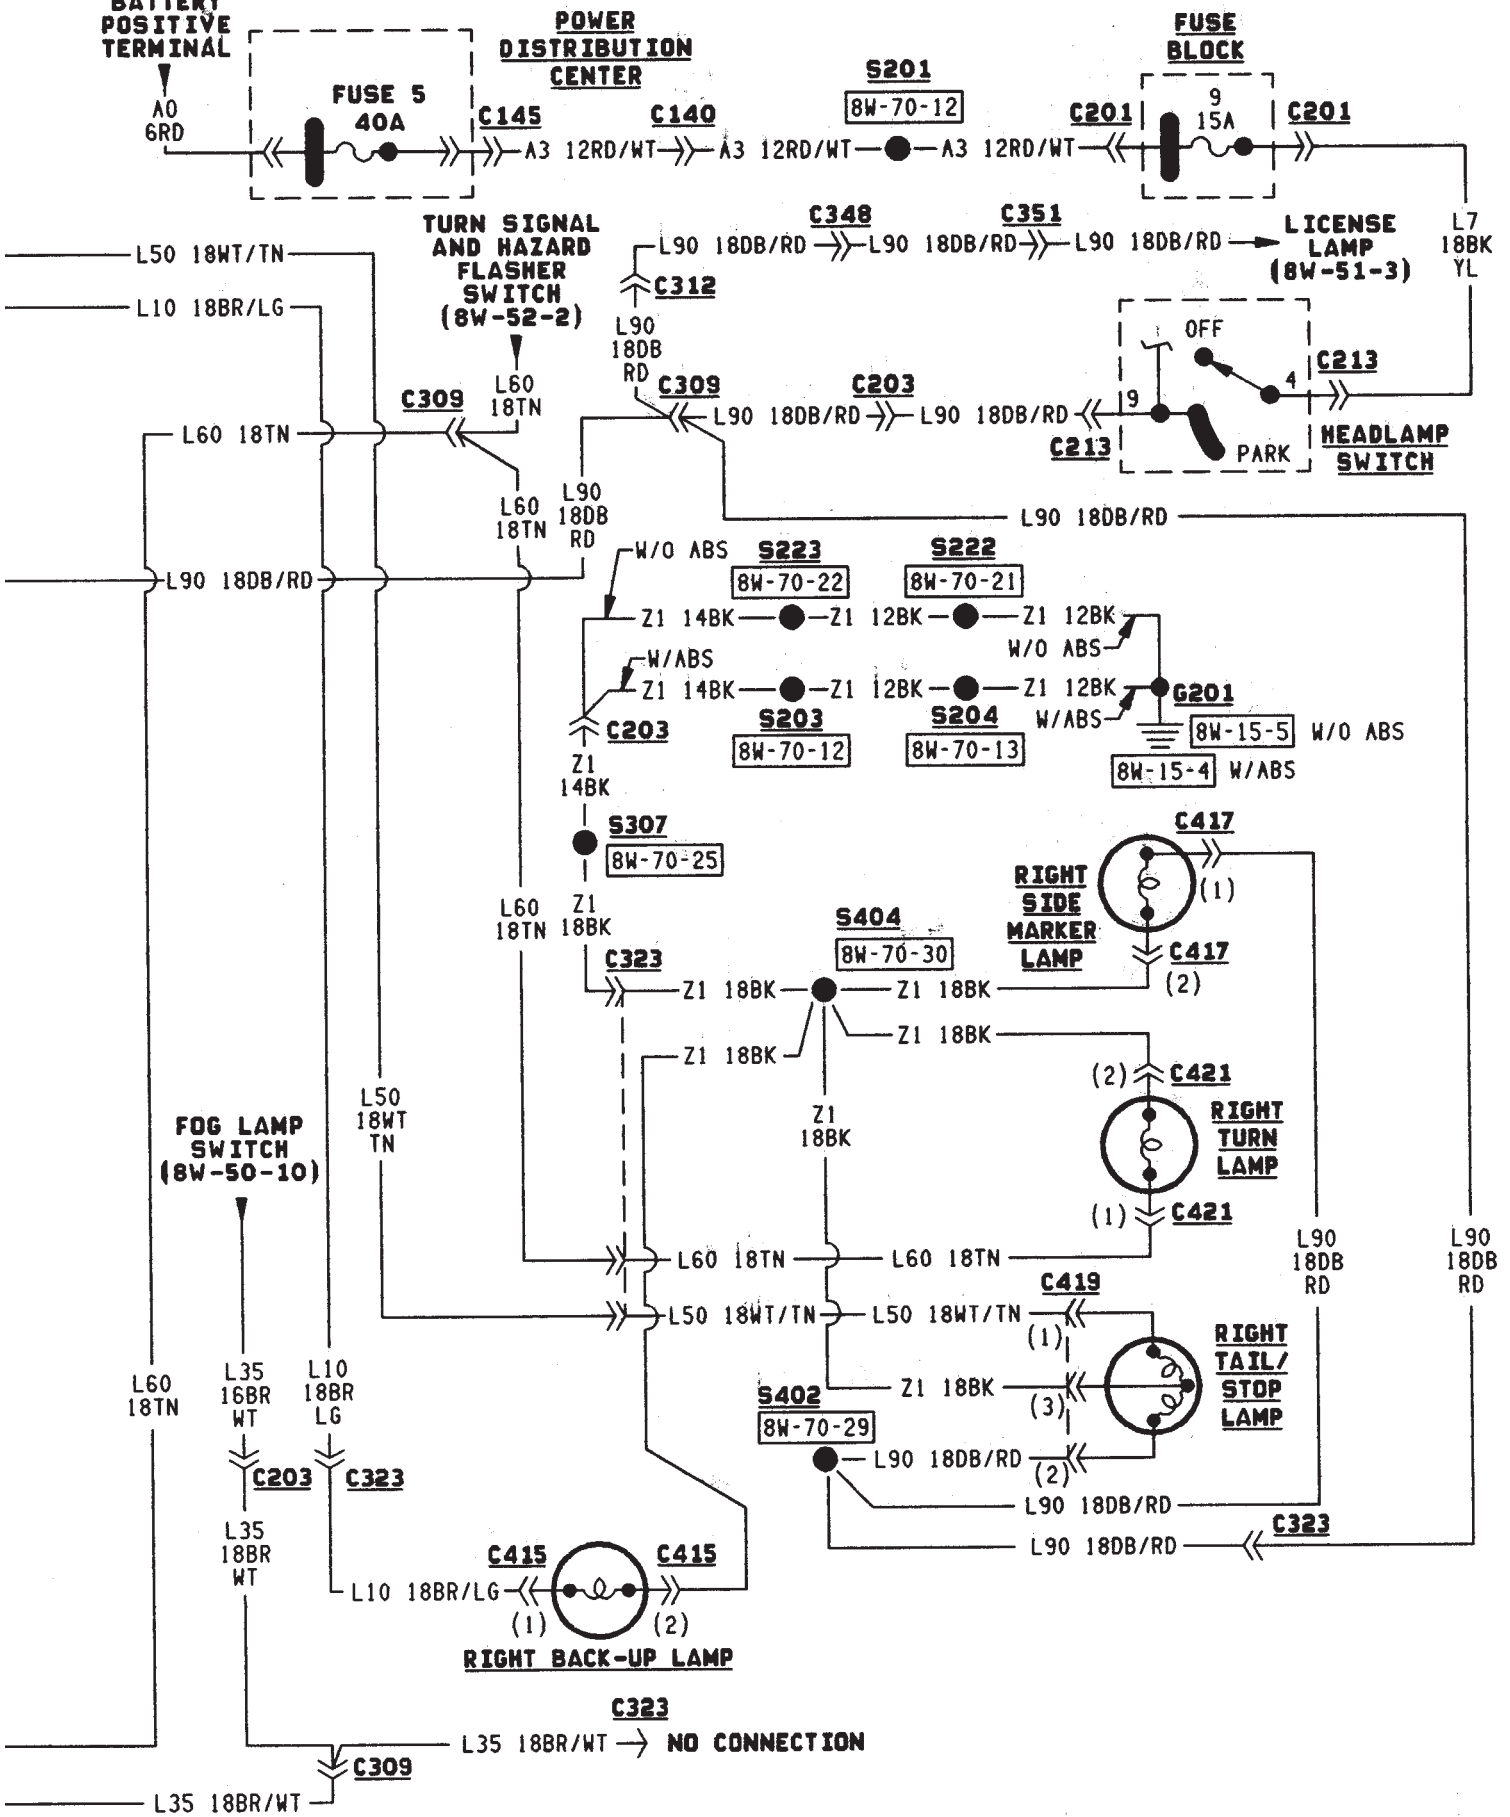 BATTERY
POSITIVE
TERMINAL
POWER
DISTRIBUTION
CENTER
FUSE
BLOCK
S201
8W-70-12
A0
6RD
FUSE 5
40A
C145
C140
C201
9
15A
C201
A3 12RD/WT
A3 12RD/WT
A3 12RD/WT
TURN SIGNAL
AND HAZARD
FLASHER
SWITCH
(8W-52-2)
C348
C351
L90 18DB/RD
L90 18DB/RD
L90 18DB/RD
LICENSE
LAMP
(8W-51-3)
L7
18BK
YL
L50 18WT/TN
L10 18BR/LG
C312
L90
18DB
RD
OFF
C213
4
9
PARK
HEADLAMP
SWITCH
L60
18TN
C309
C309
C203
L90 18DB/RD
L90 18DB/RD
C213
L60 18TN
L60
18TN
L90
18DB
RD
L90 18DB/RD
L90 18DB/RD
W/O ABS
S223
8W-70-22
S222
8W-70-21
Z1 14BK
Z1 12BK
Z1 12BK
W/O ABS
W/ABS
Z1 14BK
Z1 12BK
Z1 12BK
W/ABS
G201
S203
8W-70-12
S204
8W-70-13
8W-15-5 W/O ABS
8W-15-4 W/ABS
C203
Z1
14BK
S307
8W-70-25
C417
(1)
RIGHT
SIDE
MARKER
LAMP
L60
18TN
Z1
18BK
S404
8W-70-30
C417
(2)
C323
Z1 18BK
Z1 18BK
Z1 18BK
Z1 18BK
(2)
C421
L50
18WT
TN
Z1
18BK
RIGHT
TURN
LAMP
FOG LAMP
SWITCH
(8W-50-10)
(1)
C421
L60 18TN
L60 18TN
L90
18DB
RD
L90
18DB
RD
C419
L50 18WT/TN
L50 18WT/TN
(1)
RIGHT
TAIL/
STOP
LAMP
L60
18TN
L35
16BR
WT
L10
18BR
LG
Z1 18BK
(3)
S402
8W-70-29
L90 18DB/RD
(2)
C203
C323
L90 18DB/RD
C323
L90 18DB/RD
L35
18BR
WT
C415
C415
L10 18BR/LG
(1)
(2)
RIGHT BACK-UP LAMP
C323
L35 18BR/WT
NO CONNECTION
C309
L35 18BR/WT